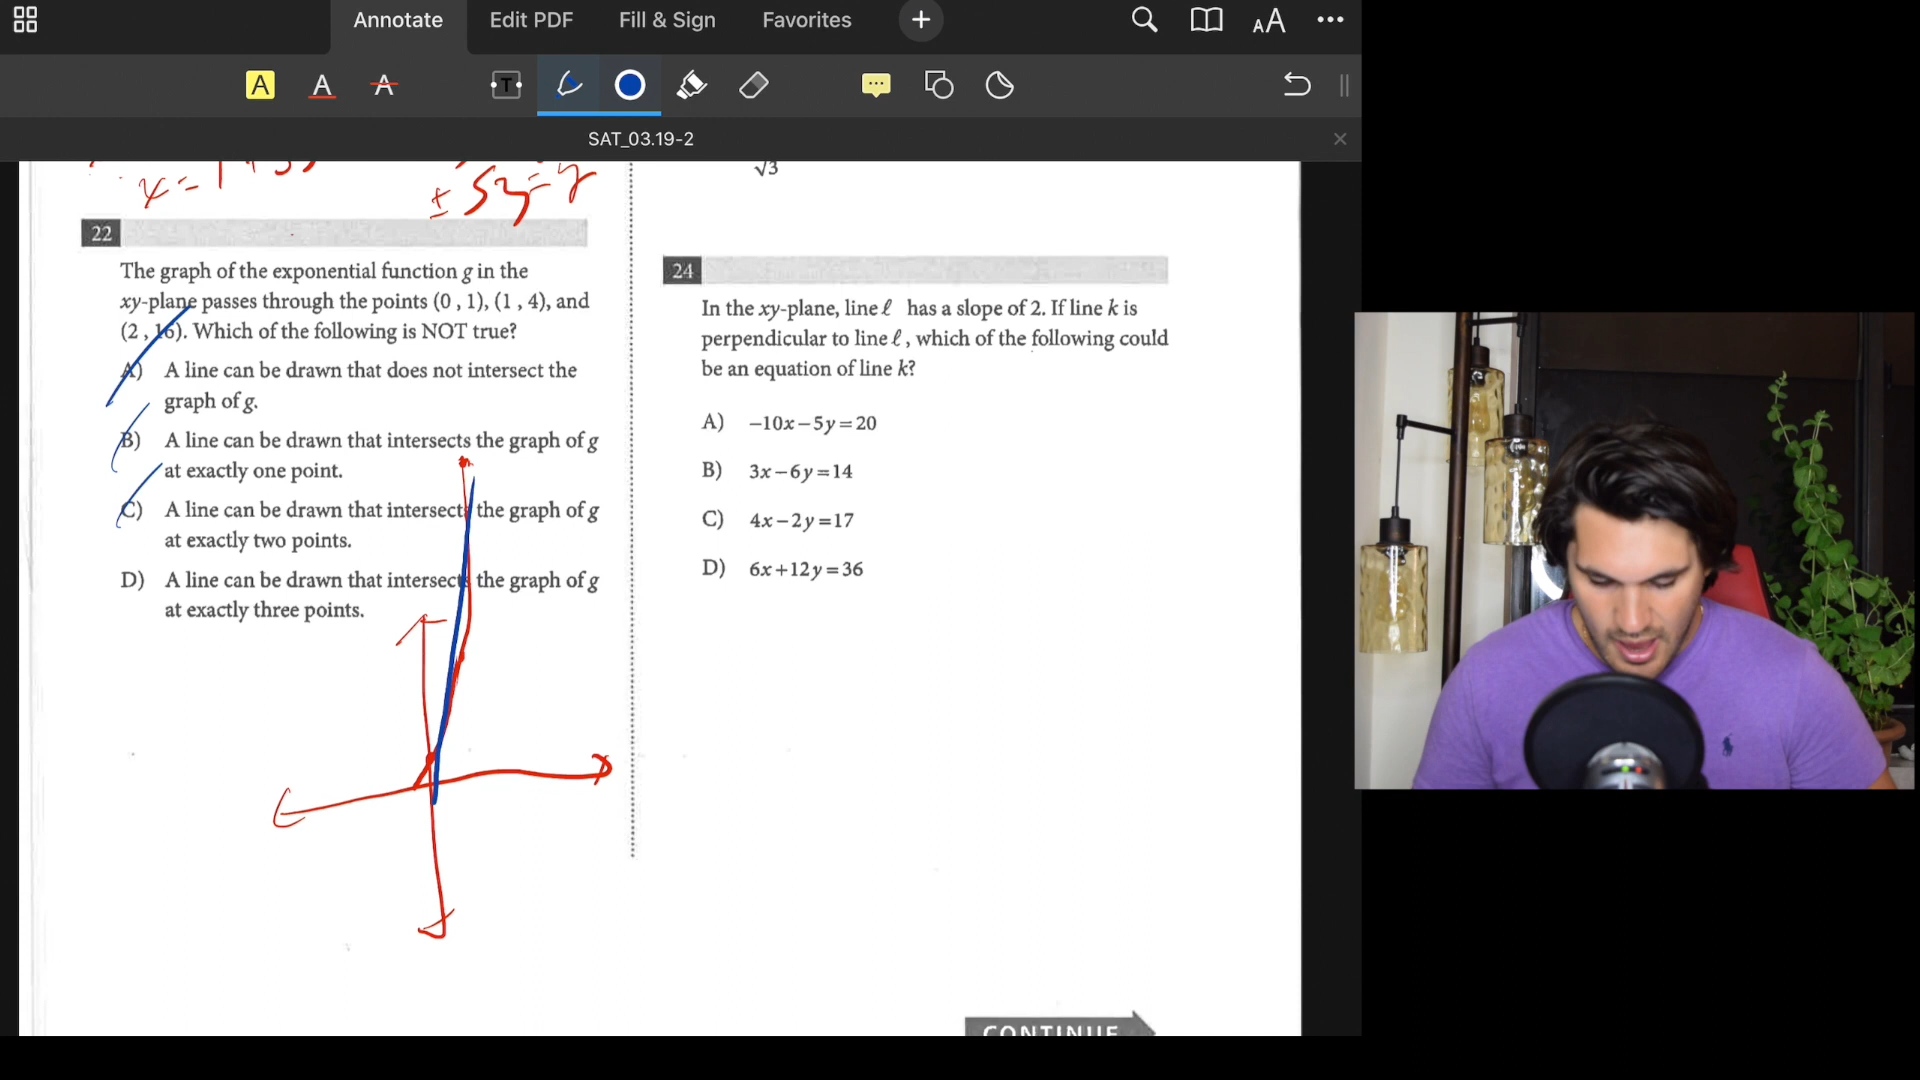 Annotate
Edit PDF
Fill & Sign
Favorites
AA
A
A
A
T
SAT_03.19-2
± 5y = y
√3
22
The graph of the exponential function g in the
xy-plane passes through the points (0 , 1), (1 , 4), and
(2 , 16). Which of the following is NOT true?
A) A line can be drawn that does not intersect the
graph of g.
B) A line can be drawn that intersects the graph of g
at exactly one point.
C) A line can be drawn that intersects the graph of g
at exactly two points.
D) A line can be drawn that intersects the graph of g
at exactly three points.
24
In the xy-plane, line ℓ has a slope of 2. If line k is
perpendicular to line ℓ, which of the following could
be an equation of line k?
A) −10x − 5y = 20
B) 3x − 6y = 14
C) 4x − 2y = 17
D) 6x + 12y = 36
CONTINUE